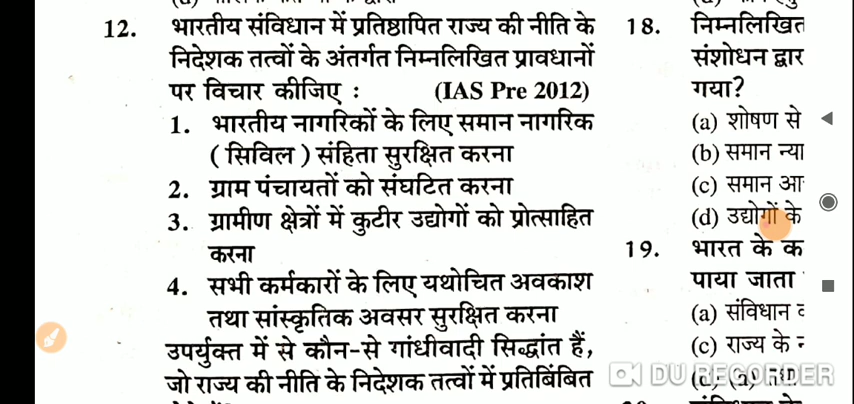 12. भारतीय संविधान में प्रतिष्ठापित राज्य की नीति के
निदेशक तत्वों के अंतर्गत निम्नलिखित प्रावधानों
पर विचार कीजिए : (IAS Pre 2012)
1. भारतीय नागरिकों के लिए समान नागरिक
(सिविल) संहिता सुरक्षित करना
2. ग्राम पंचायतों को संघटित करना
3. ग्रामीण क्षेत्रों में कुटीर उद्योगों को प्रोत्साहित
करना
4. सभी कर्मकारों के लिए यथोचित अवकाश
तथा सांस्कृतिक अवसर सुरक्षित करना
उपर्युक्त में से कौन-से गांधीवादी सिद्धांत हैं,
जो राज्य की नीति के निदेशक तत्वों में प्रतिबिंबित
18. निम्नलिखित
संशोधन द्वार
गया?
(a) शोषण से
(b) समान न्या
(c) समान आ
(d) उद्योगों के
19. भारत के क
पाया जाता
(a) संविधान
(c) राज्य के
DU RECORDER